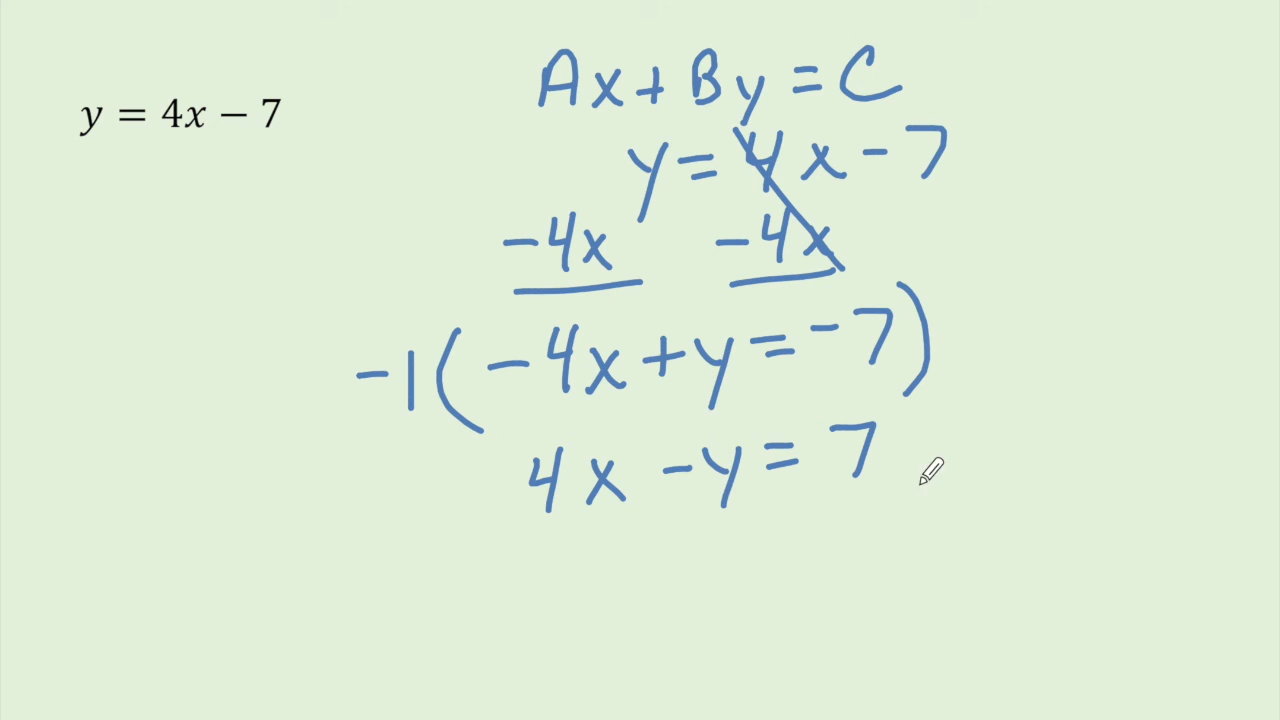 y = 4x − 7
Ax + By = C
y = 4x - 7
-4x -4x
-1(-4x + y = -7)
4x - y = 7